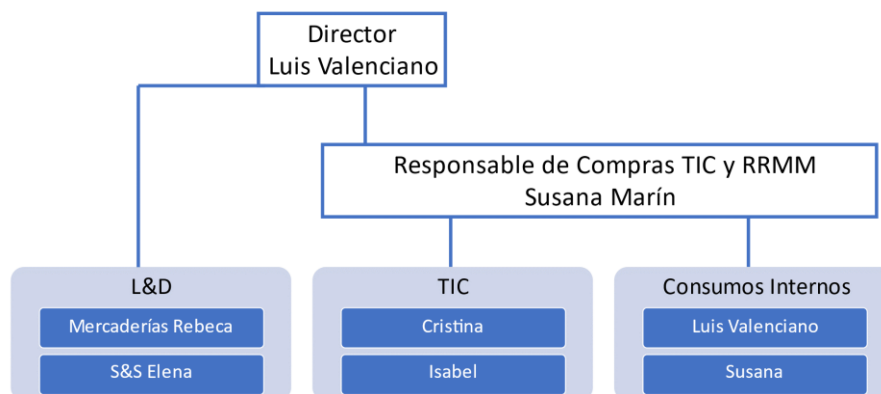 Director
Luis Valenciano
Responsable de Compras TIC y RRMM
Susana Marín
L&D
Mercaderías Rebeca
S&S Elena
TIC
Cristina
Isabel
Consumos Internos
Luis Valenciano
Susana